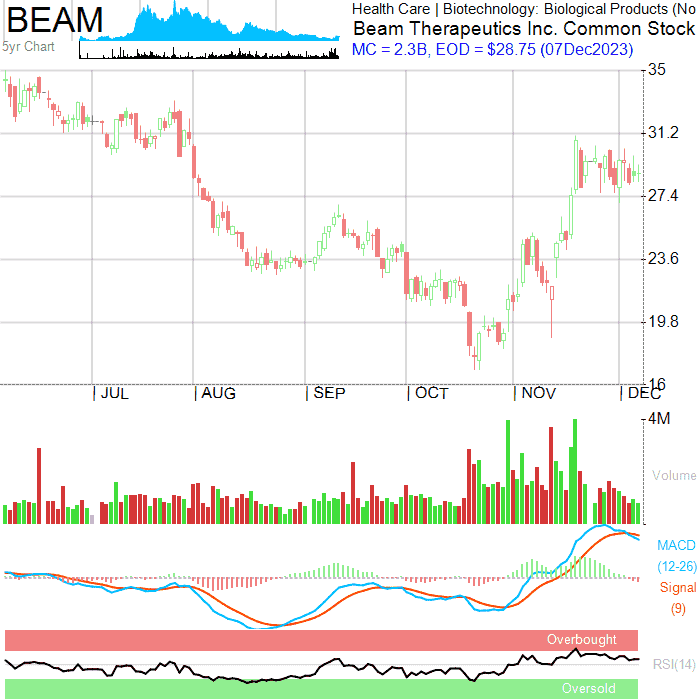 BEAM
5yr Chart
Health Care | Biotechnology: Biological Products (No
Beam Therapeutics Inc. Common Stock
MC = 2.3B, EOD = $28.75 (07Dec2023)
35
31.2
27.4
23.6
19.8
16
JUL AUG SEP OCT NOV DEC
4M
Volume
MACD
(12-26)
Signal
(9)
Overbought
RSI(14)
Oversold